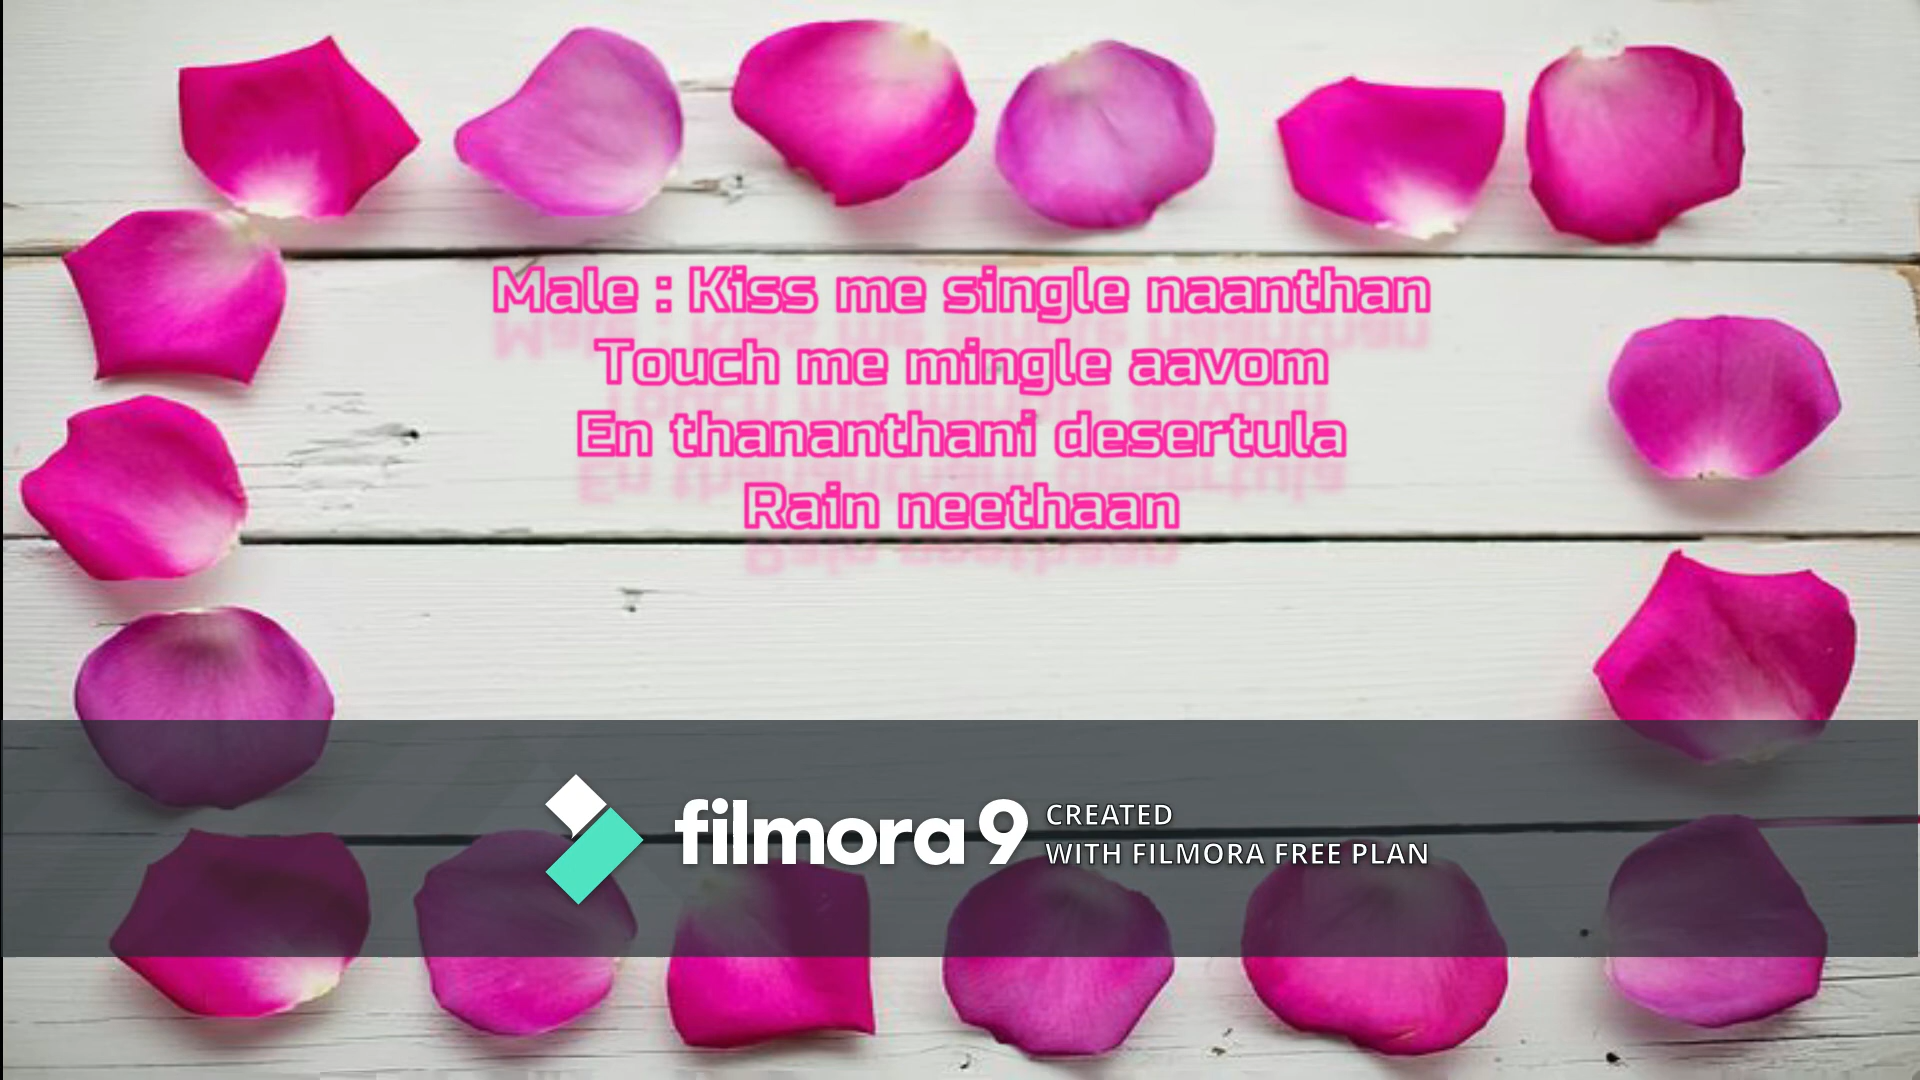 Male : Kiss me single naanthan
Touch me mingle aavom
En thananthani desertula
Rain neethaan
filmora 9 CREATED
WITH FILMORA FREE PLAN